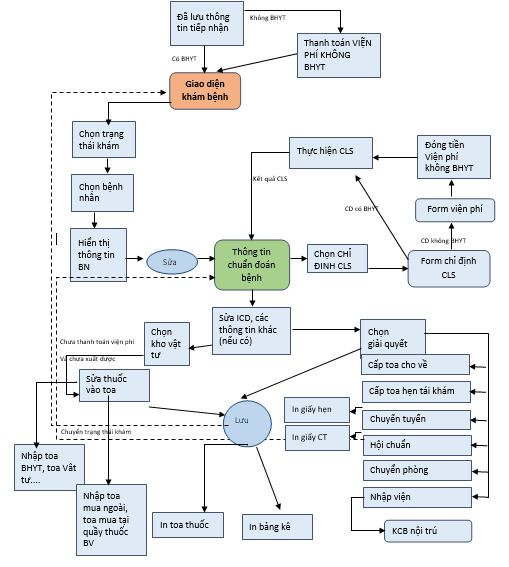 Đã lưu thông
tin tiếp nhận
Không BHYT
Thanh toán VIỆN
PHÍ KHÔNG
BHYT
Có BHYT
Giao diện
khám bệnh
Chọn trạng
thái khám
Thực hiện CLS
Đóng tiền
Viện phí
không BHYT
Chọn bệnh
nhân
Kết quả CLS
CD có BHYT
Form viện phí
CD không BHYT
Hiển thị
thông tin
BN
Sửa
Thông tin
chuẩn đoán
bệnh
Chọn CHỈ
ĐINH CLS
Form chỉ định
CLS
Sửa ICD, các
thông tin khác
(nếu có)
Chọn
kho vật
tư
Chọn
giải quyết
Chưa thanh toán viện phí
Và chưa xuất dược
Cấp toa cho về
Sửa thuốc
vào toa
Cấp toa hẹn tái khám
In giấy hẹn
Chuyển tuyến
Lưu
Chuyển trạng thái khám
In giấy CT
Hội chuẩn
Nhập toa
BHYT, toa Vật
tư....
Chuyển phòng
Nhập toa
mua ngoài,
toa mua tại
quầy thuốc
BV
Nhập viện
In toa thuốc
In bảng kê
KCB nội trú